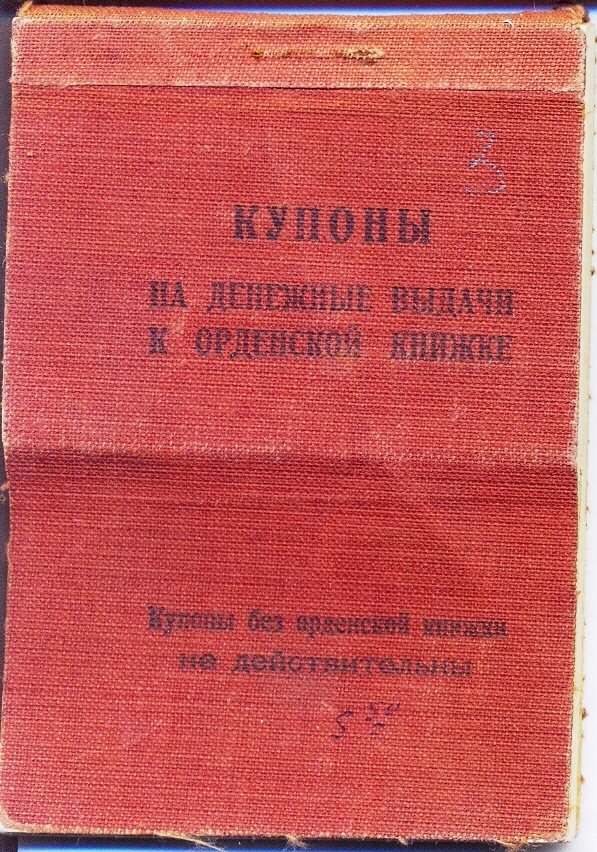 3
КУПОНЫ
НА ДЕНЕЖНЫЕ ВЫДАЧИ
К ОРДЕНСКОЙ КНИЖКЕ
Купоны без орденской книжки
не действительны